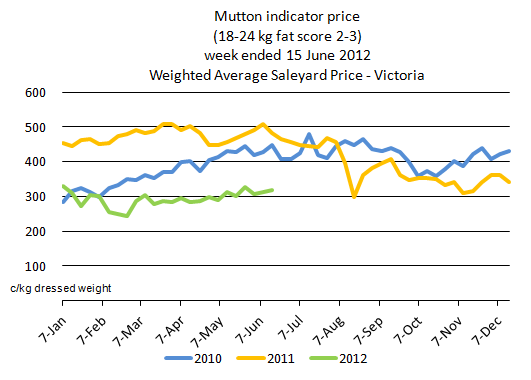 Mutton indicator price
(18-24 kg fat score 2-3)
week ended 15 June 2012
Weighted Average Saleyard Price - Victoria
600
500
400
300
200
100
c/kg dressed weight
7-Jan 7-Feb 7-Mar 7-Apr 7-May 7-Jun 7-Jul 7-Aug 7-Sep 7-Oct 7-Nov 7-Dec
2010 2011 2012